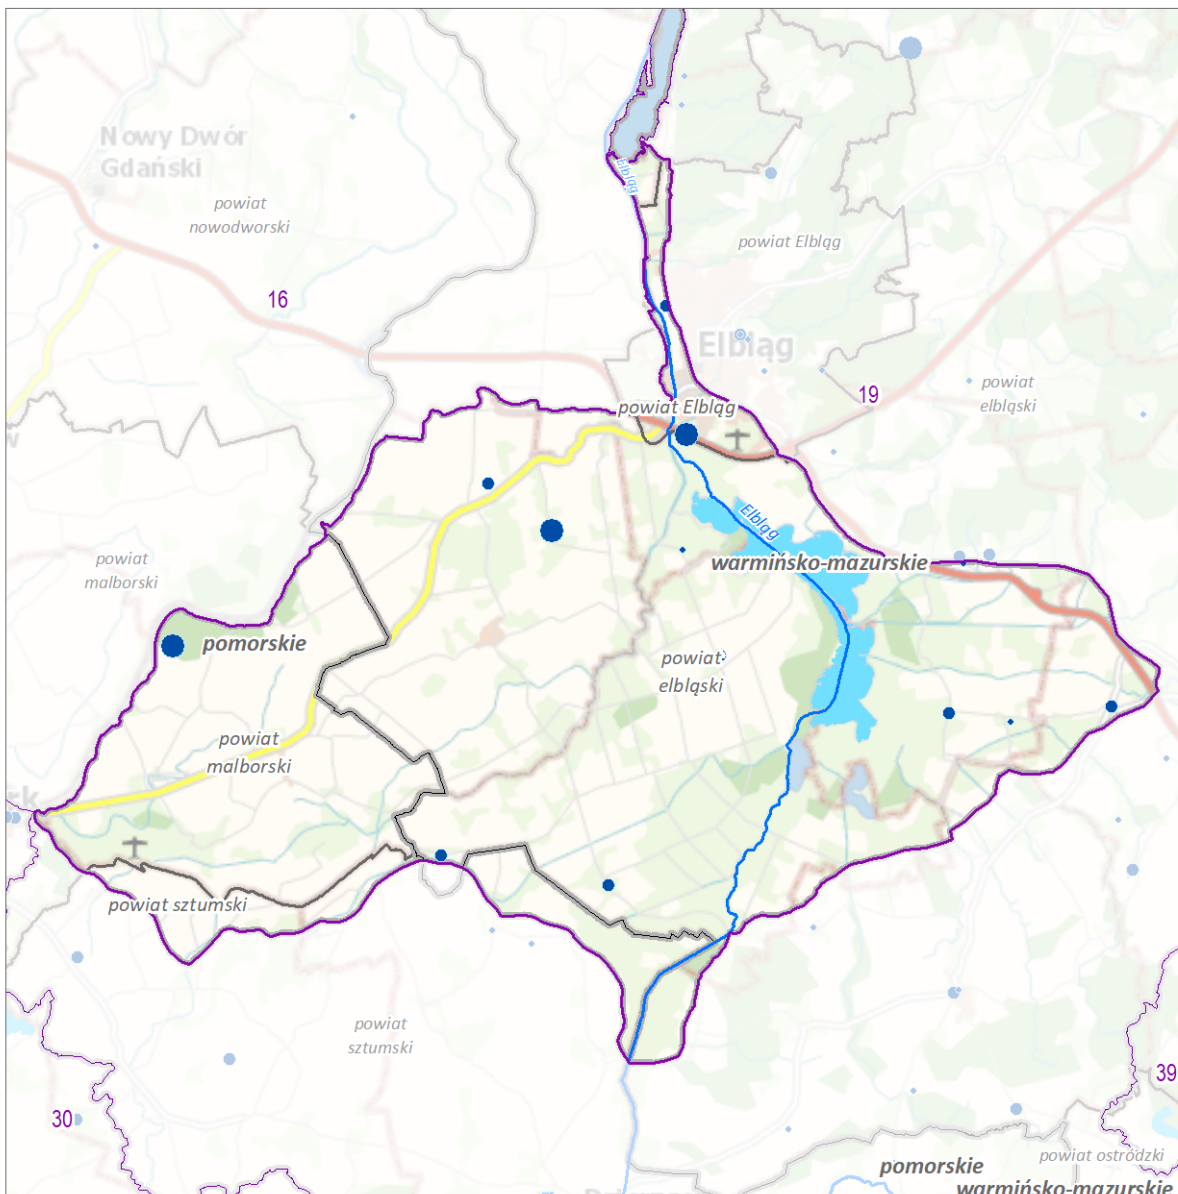 Nowy Dwór
Gdański
powiat
nowodworski
Elbląg
powiat Elbląg
16
Elbląg
powiat
elbląski
19
powiat Elbląg
Elbląg
powiat
malborski
warmińsko-mazurskie
pomorskie
powiat
elbląski
powiat
malborski
rk
powiat sztumski
powiat
sztumski
39
30
powiat ostródzki
pomorskie
warmińsko-mazurskie